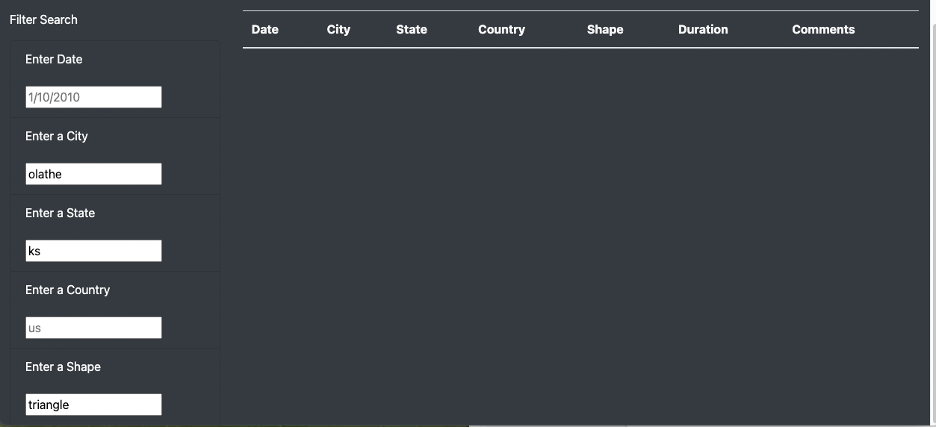 Filter Search
Enter Date
1/10/2010
Enter a City
olathe
Enter a State
ks
Enter a Country
us
Enter a Shape
triangle
Date City State Country Shape Duration Comments